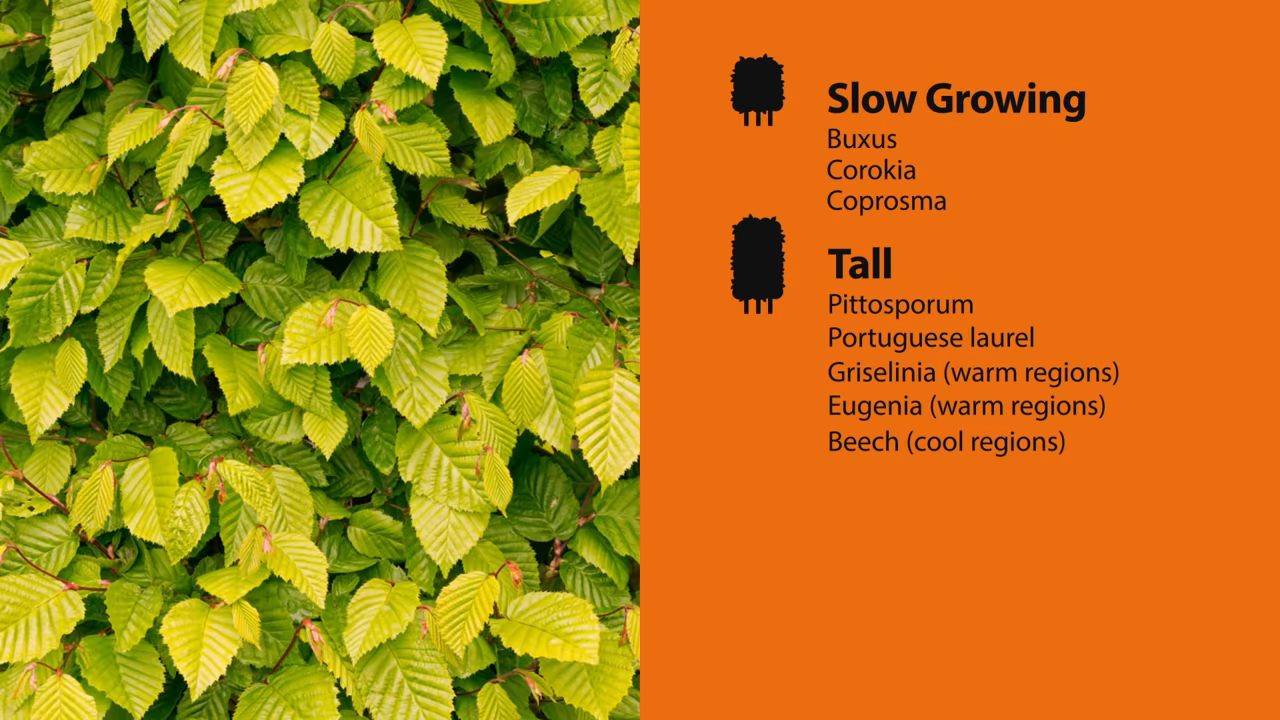 Slow Growing
Buxus
Corokia
Coprosma
Tall
Pittosporum
Portuguese laurel
Griselinia (warm regions)
Eugenia (warm regions)
Beech (cool regions)